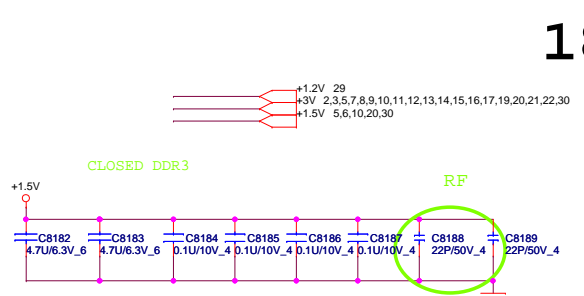 18
+1.2V 29
+3V 2,3,5,7,8,9,10,11,12,13,14,15,16,17,19,20,21,22,30
+1.5V 5,6,10,20,30
CLOSED DDR3
RF
+1.5V
C8182 C8183 C8184 C8185 C8186 C8187 C8188 C8189
4.7U/6.3V_6 4.7U/6.3V_6 0.1U/10V_4 0.1U/10V_4 0.1U/10V_4 0.1U/10V_4 22P/50V_4 22P/50V_4